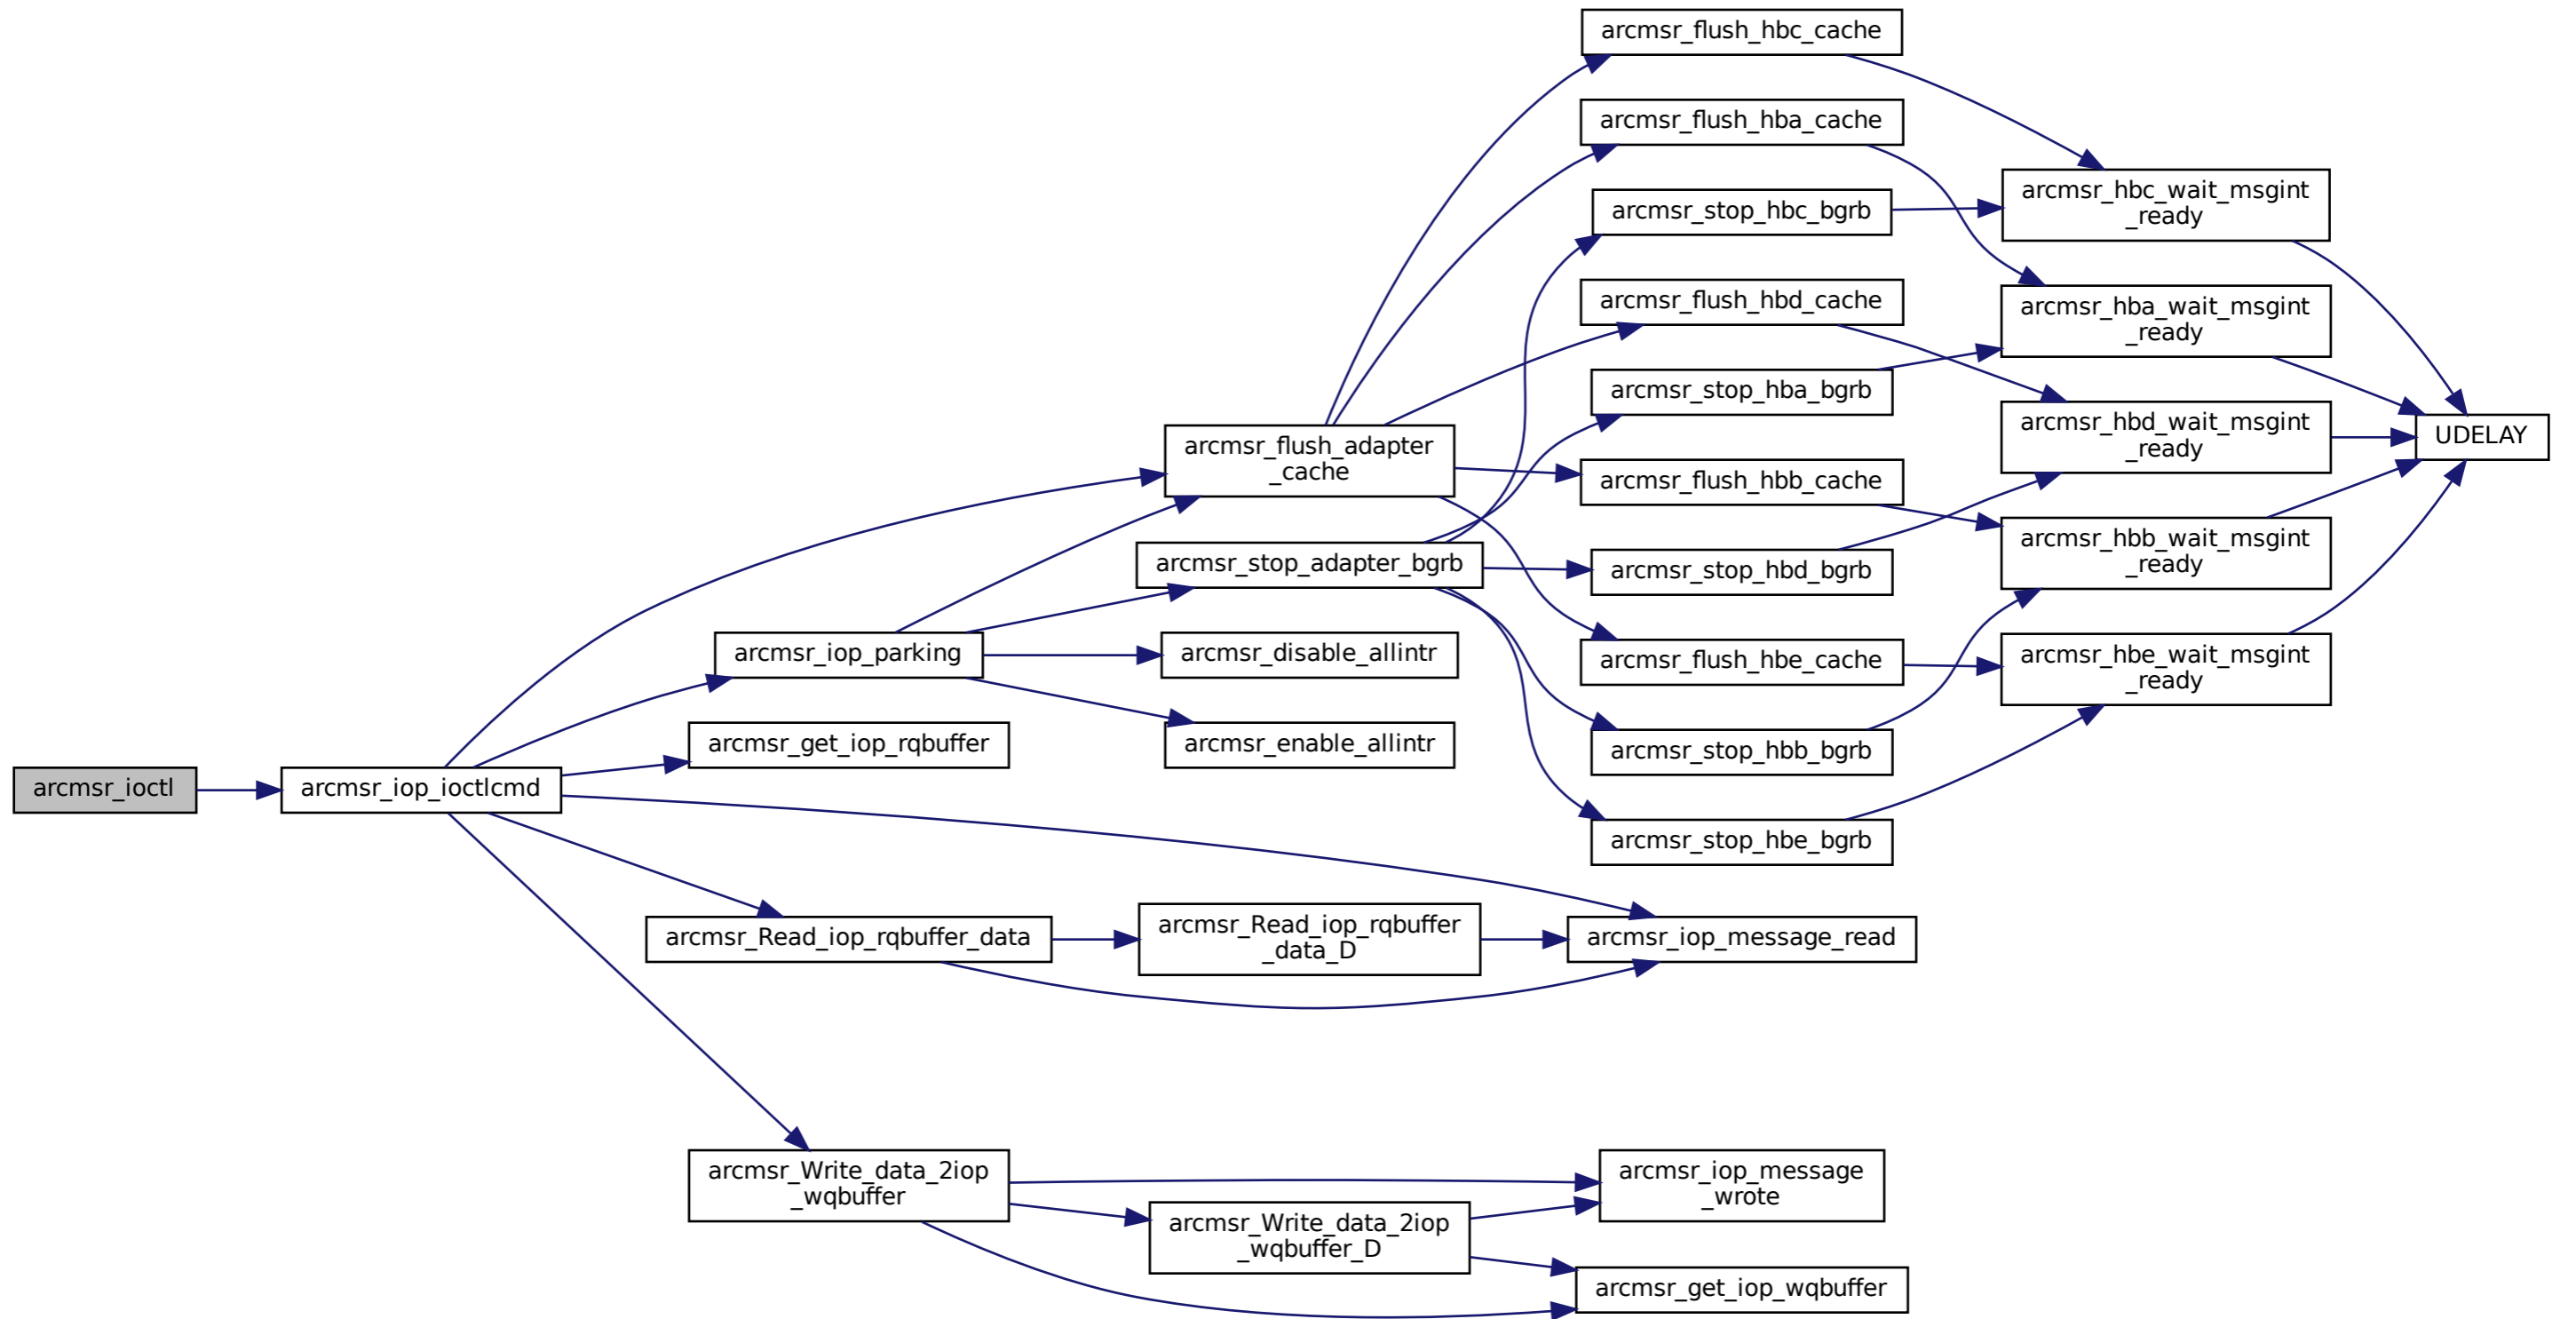 arcmsr_ioctl
arcmsr_iop_ioctlcmd
arcmsr_iop_parking
arcmsr_get_iop_rqbuffer
arcmsr_Read_iop_rqbuffer_data
arcmsr_Write_data_2iop
_wqbuffer
arcmsr_flush_adapter
_cache
arcmsr_stop_adapter_bgrb
arcmsr_disable_allintr
arcmsr_enable_allintr
arcmsr_Read_iop_rqbuffer
_data_D
arcmsr_Write_data_2iop
_wqbuffer_D
arcmsr_flush_hbc_cache
arcmsr_flush_hba_cache
arcmsr_stop_hbc_bgrb
arcmsr_flush_hbd_cache
arcmsr_stop_hba_bgrb
arcmsr_flush_hbb_cache
arcmsr_stop_hbd_bgrb
arcmsr_flush_hbe_cache
arcmsr_stop_hbb_bgrb
arcmsr_stop_hbe_bgrb
arcmsr_iop_message_read
arcmsr_iop_message
_wrote
arcmsr_get_iop_wqbuffer
arcmsr_hbc_wait_msgint
_ready
arcmsr_hba_wait_msgint
_ready
arcmsr_hbd_wait_msgint
_ready
arcmsr_hbb_wait_msgint
_ready
arcmsr_hbe_wait_msgint
_ready
UDELAY